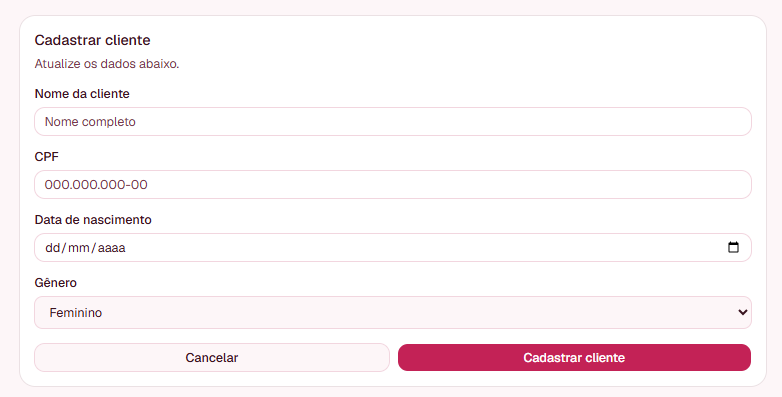 Cadastrar cliente
Atualize os dados abaixo.
Nome da cliente
Nome completo
CPF
000.000.000-00
Data de nascimento
dd/mm/aaaa
Gênero
Feminino
Cancelar Cadastrar cliente